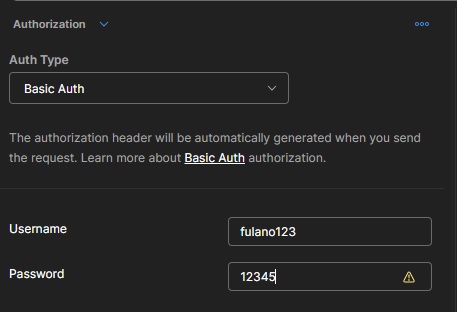 Authorization
Auth Type
Basic Auth
The authorization header will be automatically generated when you send
the request. Learn more about Basic Auth authorization.
Username
fulano123
Password
12345